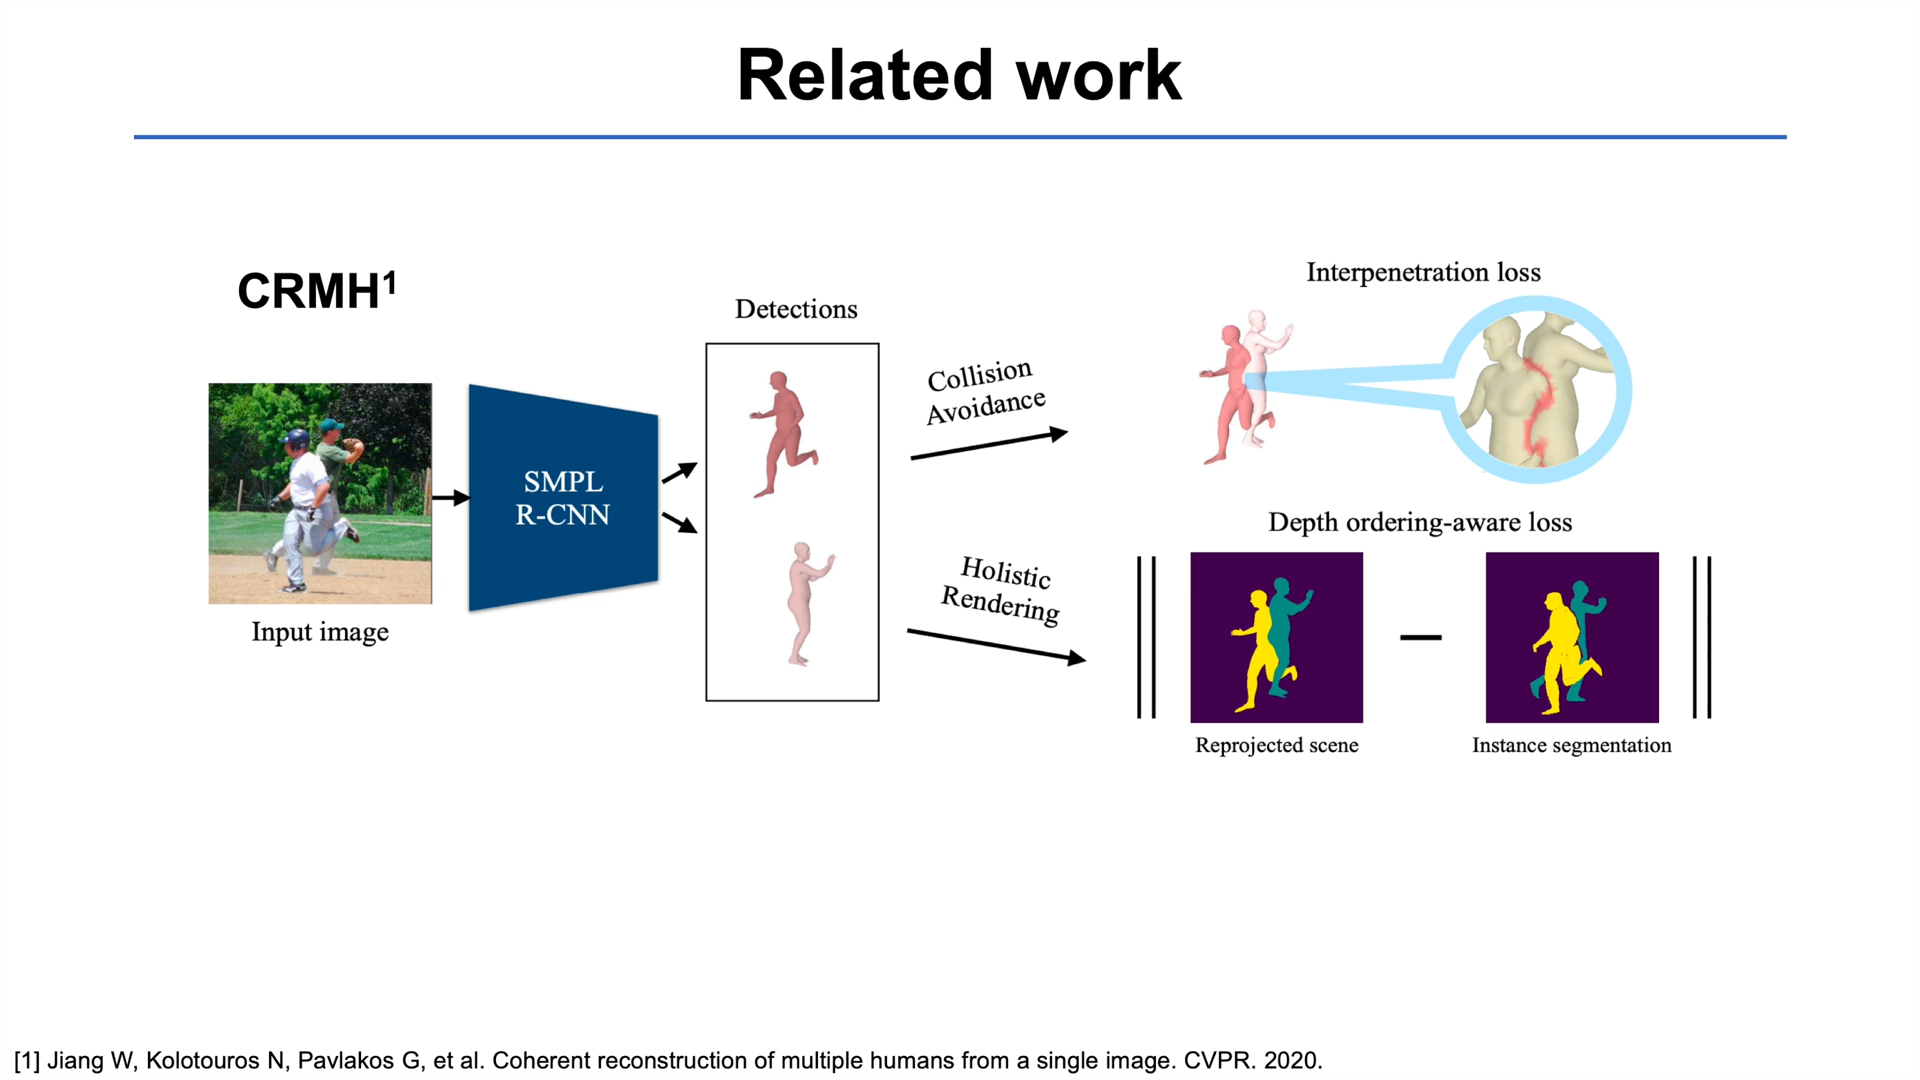 Related work
CRMH¹
Input image
SMPL
R-CNN
Detections
Collision
Avoidance
Interpenetration loss
Holistic
Rendering
Depth ordering-aware loss
Reprojected scene
Instance segmentation
[1] Jiang W, Kolotouros N, Pavlakos G, et al. Coherent reconstruction of multiple humans from a single image. CVPR. 2020.